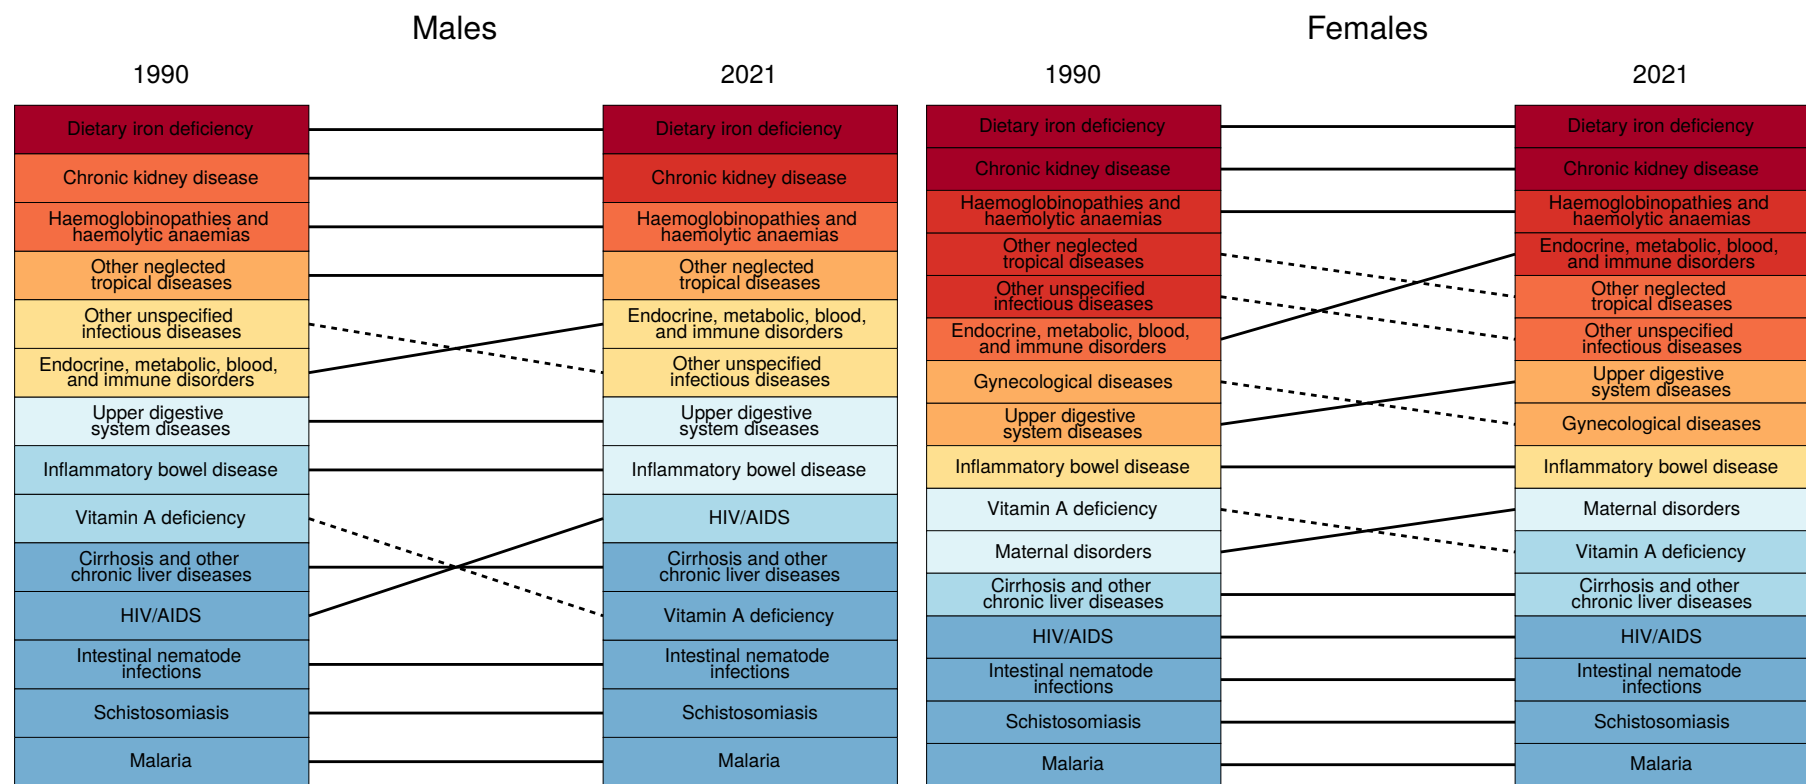 Males
1990
2021
Dietary iron deficiency
Chronic kidney disease
Haemoglobinopathies and
haemolytic anaemias
Other neglected
tropical diseases
Other unspecified
infectious diseases
Endocrine, metabolic, blood,
and immune disorders
Upper digestive
system diseases
Inflammatory bowel disease
Vitamin A deficiency
Cirrhosis and other
chronic liver diseases
HIV/AIDS
Intestinal nematode
infections
Schistosomiasis
Malaria
Dietary iron deficiency
Chronic kidney disease
Haemoglobinopathies and
haemolytic anaemias
Other neglected
tropical diseases
Endocrine, metabolic, blood,
and immune disorders
Other unspecified
infectious diseases
Upper digestive
system diseases
Inflammatory bowel disease
HIV/AIDS
Cirrhosis and other
chronic liver diseases
Vitamin A deficiency
Intestinal nematode
infections
Schistosomiasis
Malaria
Females
1990
2021
Dietary iron deficiency
Chronic kidney disease
Haemoglobinopathies and
haemolytic anaemias
Other neglected
tropical diseases
Other unspecified
infectious diseases
Endocrine, metabolic, blood,
and immune disorders
Gynecological diseases
Upper digestive
system diseases
Inflammatory bowel disease
Vitamin A deficiency
Maternal disorders
Cirrhosis and other
chronic liver diseases
HIV/AIDS
Intestinal nematode
infections
Schistosomiasis
Malaria
Dietary iron deficiency
Chronic kidney disease
Haemoglobinopathies and
haemolytic anaemias
Endocrine, metabolic, blood,
and immune disorders
Other neglected
tropical diseases
Other unspecified
infectious diseases
Upper digestive
system diseases
Gynecological diseases
Inflammatory bowel disease
Maternal disorders
Vitamin A deficiency
Cirrhosis and other
chronic liver diseases
HIV/AIDS
Intestinal nematode
infections
Schistosomiasis
Malaria